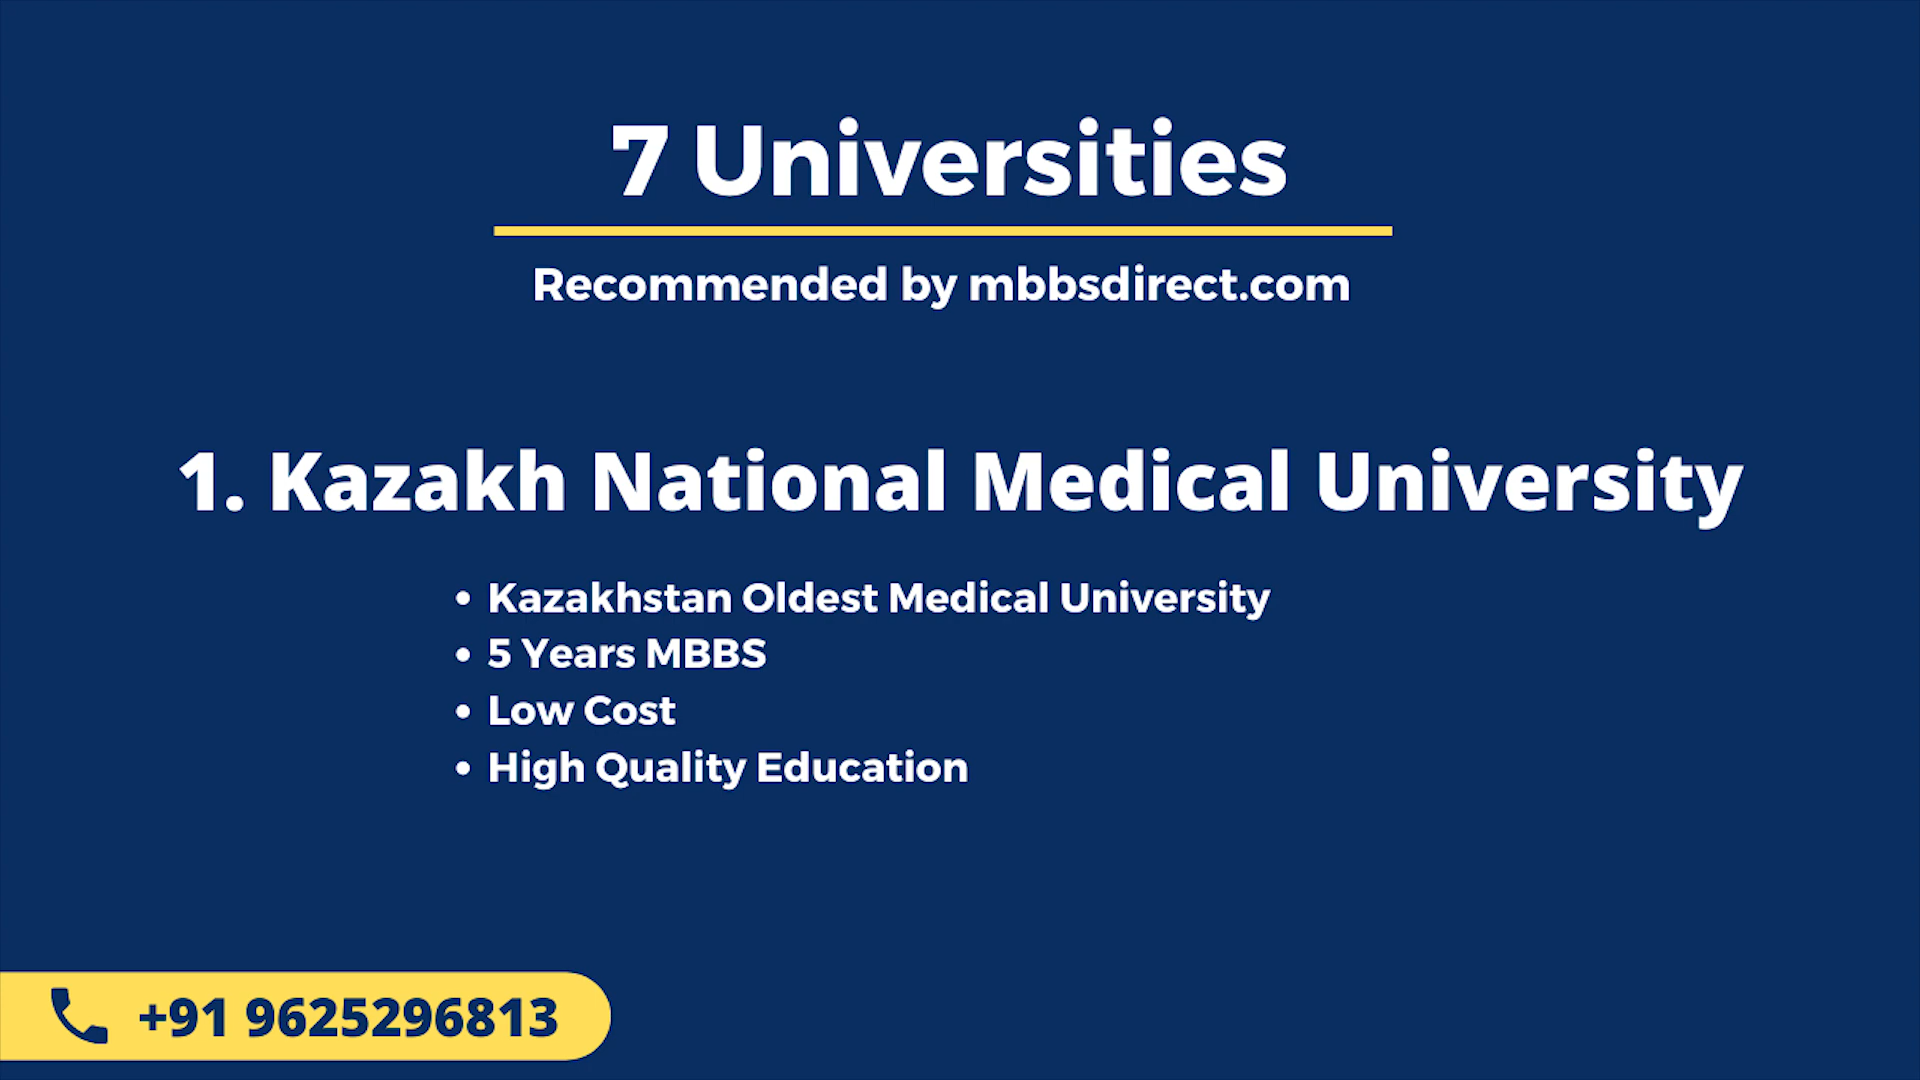 7 Universities
Recommended by mbbsdirect.com
1. Kazakh National Medical University
• Kazakhstan Oldest Medical University
• 5 Years MBBS
• Low Cost
• High Quality Education
+91 9625296813